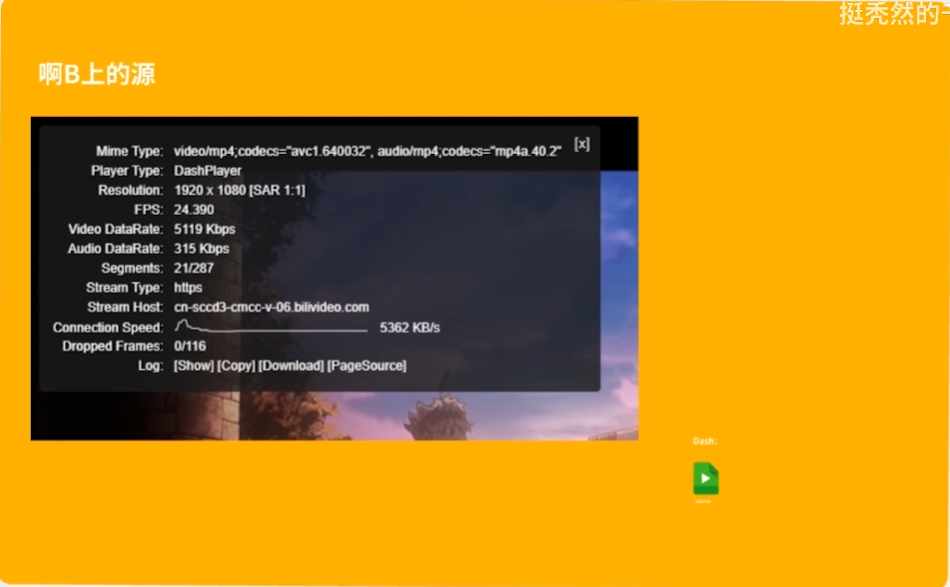 挺秃然的
啊B上的源
[x]
Mime Type: video/mp4;codecs="avc1.640032", audio/mp4;codecs="mp4a.40.2"
Player Type: DashPlayer
Resolution: 1920 x 1080 [SAR 1:1]
FPS: 24.390
Video DataRate: 5119 Kbps
Audio DataRate: 315 Kbps
Segments: 21/287
Stream Type: https
Stream Host: cn-sccd3-cmcc-v-06.bilivideo.com
Connection Speed: 5362 KB/s
Dropped Frames: 0/116
Log: [Show] [Copy] [Download] [PageSource]
Dash: